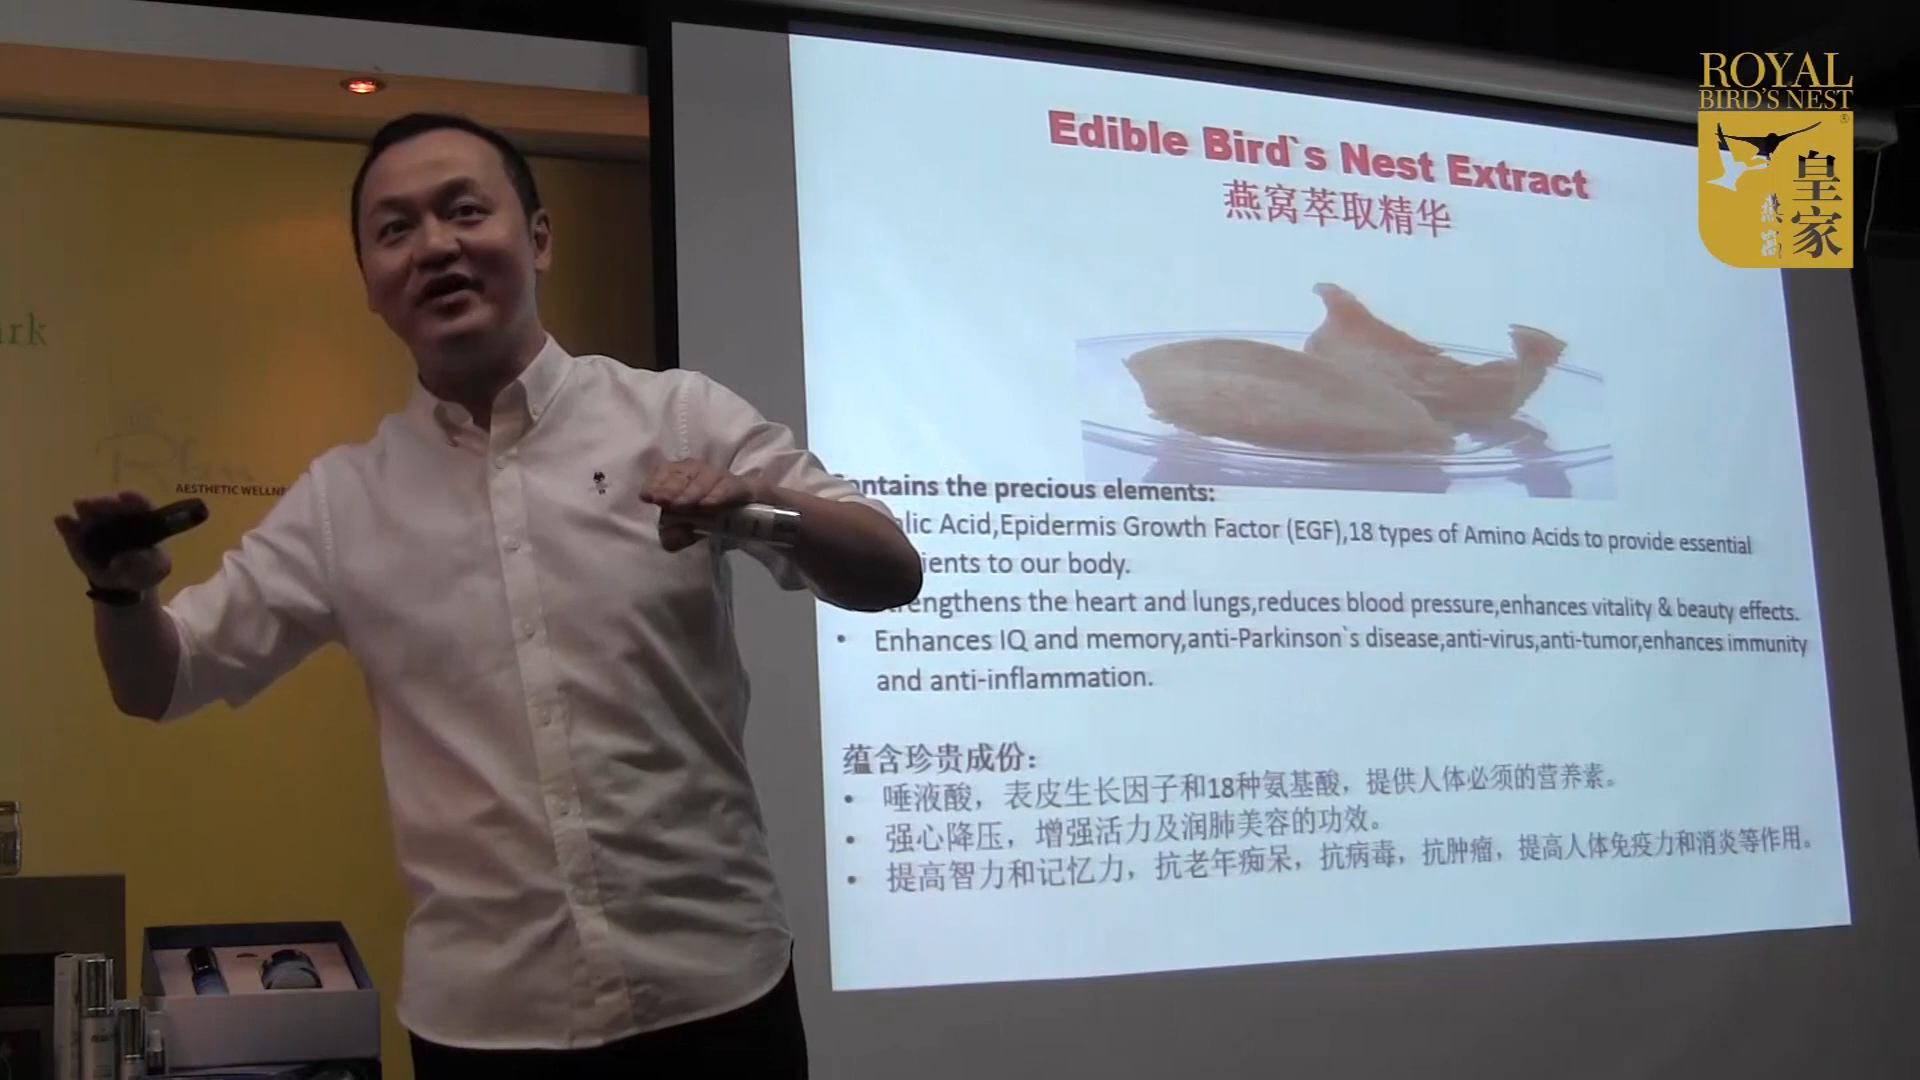 ROYAL
BIRD'S NEST
®
皇家
燕窩
Edible Bird`s Nest Extract
燕窝萃取精华
the precious elements:
Acid,Epidermis Growth Factor (EGF),18 types of Amino Acids to provide essential
to our body.
the heart and lungs,reduces blood pressure,enhances vitality & beauty effects.
• Enhances IQ and memory,anti-Parkinson`s disease,anti-virus,anti-tumor,enhances immunity
and anti-inflammation.
蕴含珍贵成份：
• 唾液酸，表皮生长因子和18种氨基酸，提供人体必须的营养素。
• 强心降压，增强活力及润肺美容的功效。
• 提高智力和记忆力，抗老年痴呆，抗病毒，抗肿瘤，提高人体免疫力和消炎等作用。
AESTHETIC